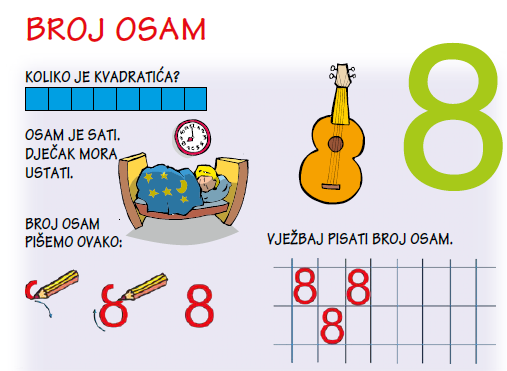 BROJ OSAM
KOLIKO JE KVADRATIĆA?
8
OSAM JE SATI.
DJEČAK MORA
USTATI.
BROJ OSAM
PIŠEMO OVAKO:
8 8
VJEŽBAJ PISATI BROJ OSAM.
8 8
8